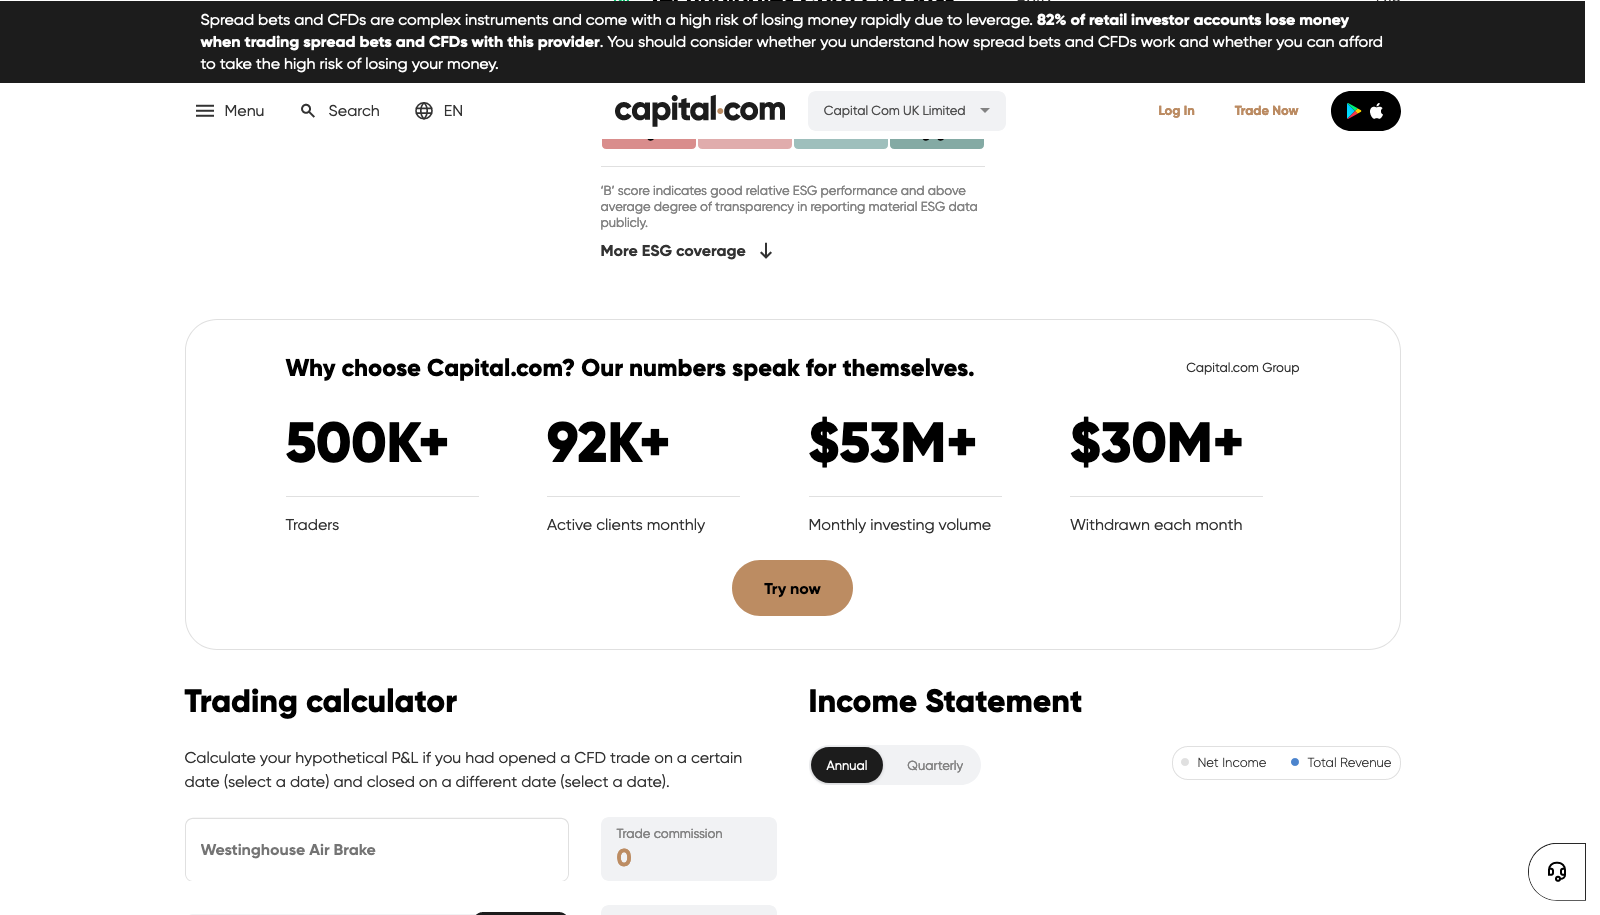 Spread bets and CFDs are complex instruments and come with a high risk of losing money rapidly due to leverage. 82% of retail investor accounts lose money
when trading spread bets and CFDs with this provider. You should consider whether you understand how spread bets and CFDs work and whether you can afford
to take the high risk of losing your money.
Menu Search EN capital.com Capital Com UK Limited Log In Trade Now
‘B’ score indicates good relative ESG performance and above
average degree of transparency in reporting material ESG data
publicly.
More ESG coverage
Why choose Capital.com? Our numbers speak for themselves. Capital.com Group
500K+ 92K+ $53M+ $30M+
Traders Active clients monthly Monthly investing volume Withdrawn each month
Try now
Trading calculator Income Statement
Calculate your hypothetical P&L if you had opened a CFD trade on a certain
date (select a date) and closed on a different date (select a date).
Annual Quarterly Net Income Total Revenue
Westinghouse Air Brake
Trade commission
0